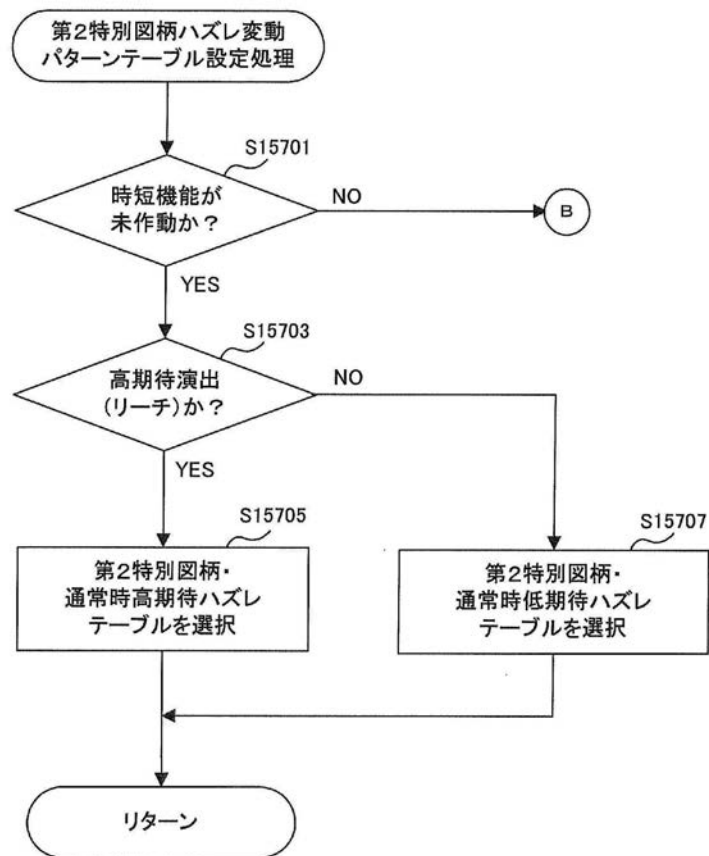 第2特別図柄ハズレ変動
パターンテーブル設定処理
S15701
時短機能が
未作動か？
NO
B
YES
S15703
高期待演出
(リーチ)か？
NO
YES
S15705
第2特別図柄・
通常時高期待ハズレ
テーブルを選択
S15707
第2特別図柄・
通常時低期待ハズレ
テーブルを選択
リターン